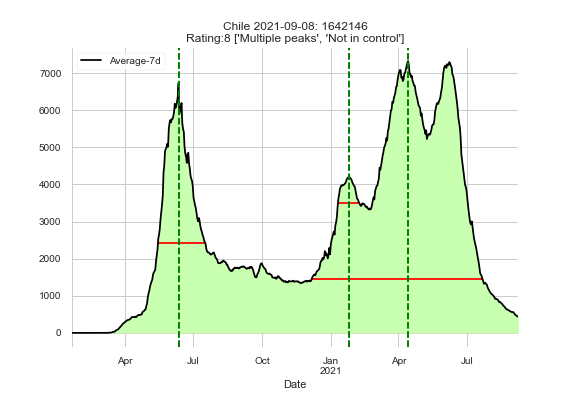 Chile 2021-09-08: 1642146
Rating:8 ['Multiple peaks', 'Not in control']
Average-7d
7000
6000
5000
4000
3000
2000
1000
0
Apr Jul Oct Jan Apr Jul
2021
Date